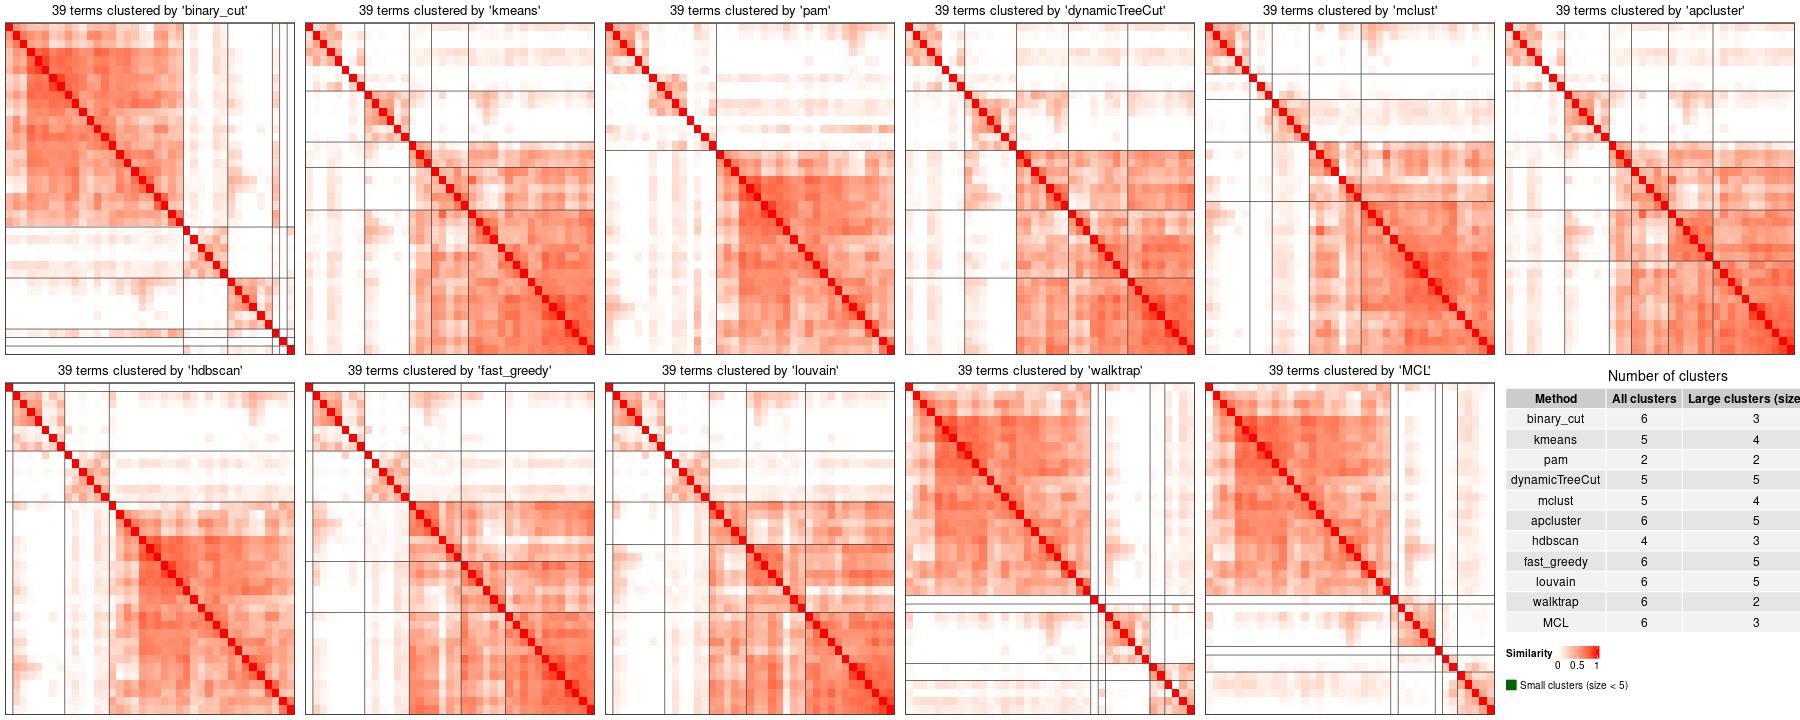 39 terms clustered by 'binary_cut'
39 terms clustered by 'kmeans'
39 terms clustered by 'pam'
39 terms clustered by 'dynamicTreeCut'
39 terms clustered by 'mclust'
39 terms clustered by 'apcluster'
39 terms clustered by 'hdbscan'
39 terms clustered by 'fast_greedy'
39 terms clustered by 'louvain'
39 terms clustered by 'walktrap'
39 terms clustered by 'MCL'
Number of clusters
Method All clusters Large clusters (size
binary_cut 6 3
kmeans 5 4
pam 2 2
dynamicTreeCut 5 5
mclust 5 4
apcluster 6 5
hdbscan 4 3
fast_greedy 6 5
louvain 6 5
walktrap 6 2
MCL 6 3
Similarity
0 0.5 1
Small clusters (size < 5)